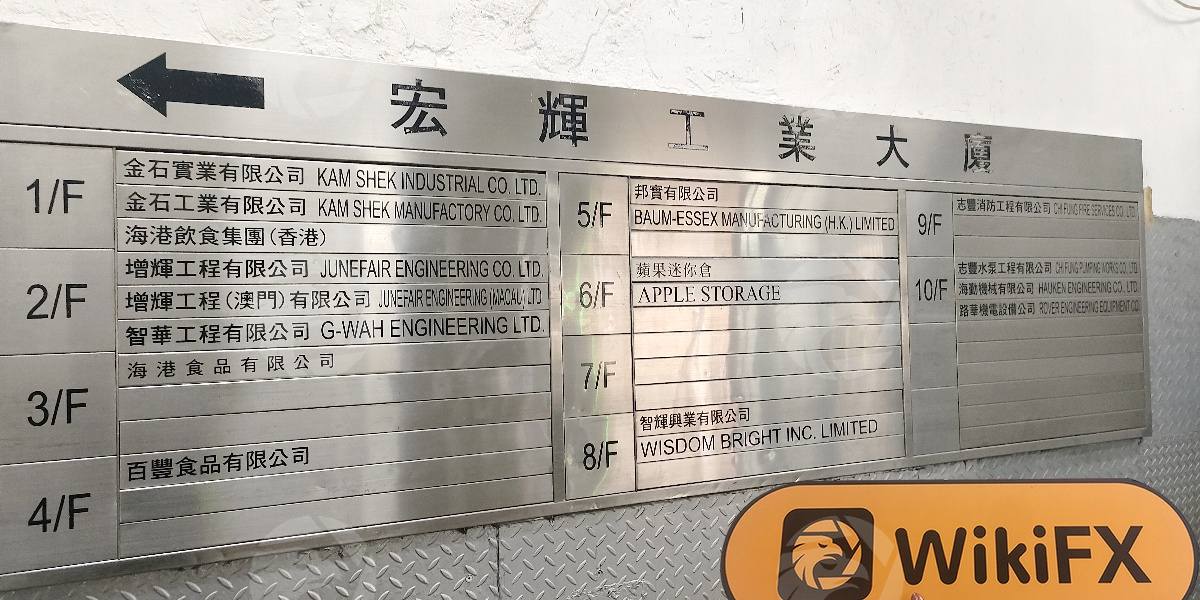 宏輝工業大廈
1/F
金石實業有限公司 KAM SHEK INDUSTRIAL CO. LTD.
金石工業有限公司 KAM SHEK MANUFACTORY CO. LTD.
海港飲食集團(香港)
2/F
增輝工程有限公司 JUNEFAIR ENGINEERING CO. LTD.
增輝工程(澳門)有限公司 JUNEFAIR ENGINEERING (MACAU) LTD
智華工程有限公司 G-WAH ENGINEERING LTD.
3/F
海港食品有限公司
4/F
百豐食品有限公司
5/F
邦實有限公司
BAUM-ESSEX MANUFACTURING (H.K.) LIMITED
6/F
蘋果迷你倉
APPLE STORAGE
7/F
8/F
智輝興業有限公司
WISDOM BRIGHT INC. LIMITED
9/F
志豐消防工程有限公司 CHI FUNG FIRE SERVICES CO. LTD.
10/F
志豐水泵工程有限公司 CHI FUNG PUMPING WORKS CO. LTD.
海勤機械有限公司 HAUKEN ENGINEERING CO. LTD.
路華機電設備公司 ROVER ENGINEERING EQUIPMENT CO.
WikiFX